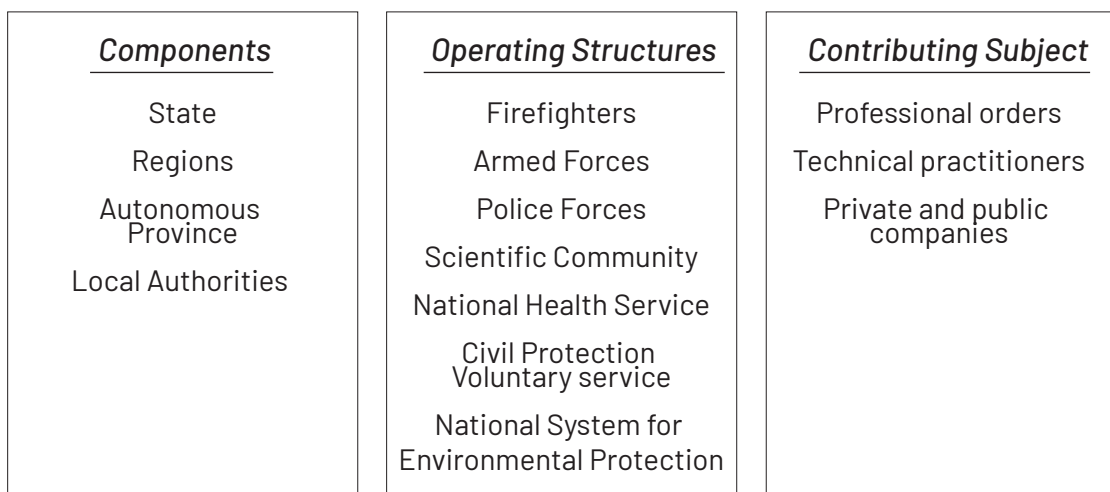 Components
State
Regions
Autonomous
Province
Local Authorities
Operating Structures
Firefighters
Armed Forces
Police Forces
Scientific Community
National Health Service
Civil Protection
Voluntary service
National System for
Environmental Protection
Contributing Subject
Professional orders
Technical practitioners
Private and public
companies